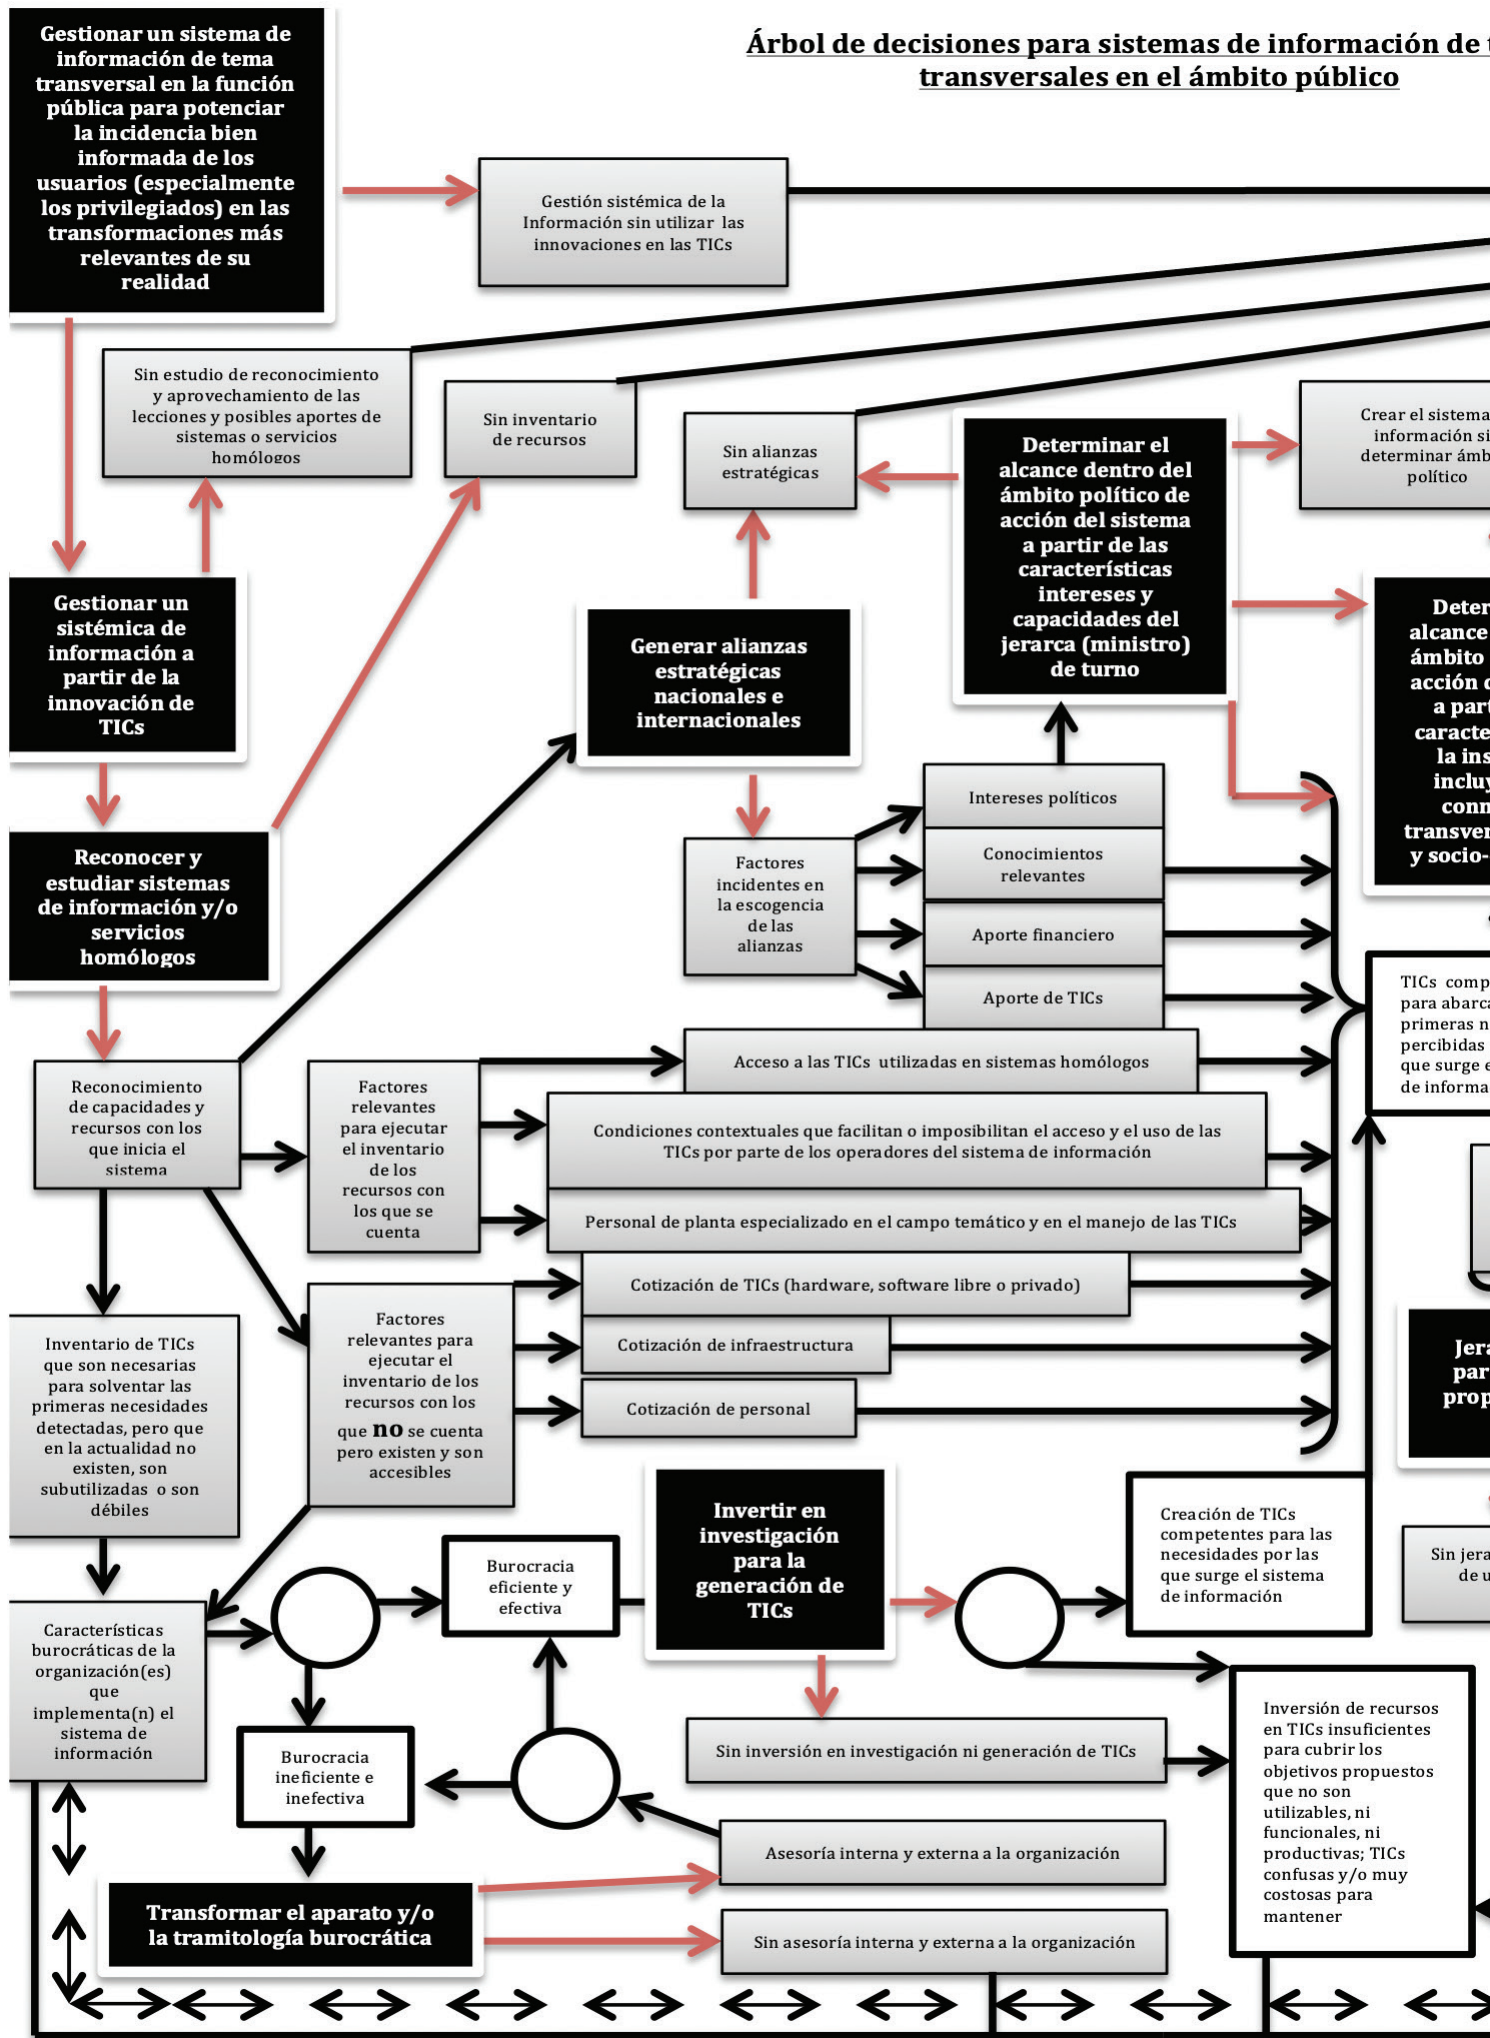 Gestionar un sistema de
información de tema
transversal en la función
pública para potenciar
la incidencia bien
informada de los
usuarios (especialmente
los privilegiados) en las
transformaciones más
relevantes de su
realidad
Árbol de decisiones para sistemas de información de
transversales en el ámbito público
Gestión sistémica de la
Información sin utilizar las
innovaciones en las TICs
Sin estudio de reconocimiento
y aprovechamiento de las
lecciones y posibles aportes de
sistemas o servicios
homólogos
Sin inventario
de recursos
Sin alianzas
estratégicas
Determinar el
alcance dentro del
ámbito político de
acción del sistema
a partir de las
características
intereses y
capacidades del
jerarca (ministro)
de turno
Crear el sistema
información
determinar
político
Gestionar un
sistémica de
información a
partir de la
innovación de
TICs
Generar alianzas
estratégicas
nacionales e
internacionales
alcance
ámbito
acción
a
la
y socio-
Reconocer y
estudiar sistemas
de información y/o
servicios
homólogos
Factores
incidentes en
la escogencia
de las
alianzas
Intereses políticos
Conocimientos
relevantes
Aporte financiero
Aporte de TICs
TICs
para
primeras
percibidas
que surge
de
Reconocimiento
de capacidades y
recursos con los
que inicia el
sistema
Factores
relevantes
para ejecutar
el inventario
de los
recursos con
los que se
cuenta
Acceso a las TICs utilizadas en sistemas homólogos
Condiciones contextuales que facilitan o imposibilitan el acceso y el uso de las
TICs por parte de los operadores del sistema de información
Personal de planta especializado en el campo temático y en el manejo de las TICs
Inventario de TICs
que son necesarias
para solventar las
primeras necesidades
detectadas, pero que
en la actualidad no
existen, son
subutilizadas o son
débiles
Factores
relevantes para
ejecutar el
inventario de los
recursos con los
que no se cuenta
pero existen y son
accesibles
Cotización de TICs (hardware, software libre o privado)
Cotización de infraestructura
Cotización de personal
Invertir en
investigación
para la
generación de
TICs
Creación de TICs
competentes para las
necesidades por las
que surge el sistema
de información
Sin
de
Burocracia
eficiente y
efectiva
Características
burocráticas de la
organización(es)
que
implementa(n) el
sistema de
información
Burocracia
ineficiente e
inefectiva
Sin inversión en investigación ni generación de TICs
Inversión de recursos
en TICs insuficientes
para cubrir los
objetivos propuestos
que no son
utilizables, ni
funcionales, ni
productivas; TICs
confusas y/o muy
costosas para
mantener
Asesoría interna y externa a la organización
Transformar el aparato y/o
la tramitología burocrática
Sin asesoría interna y externa a la organización